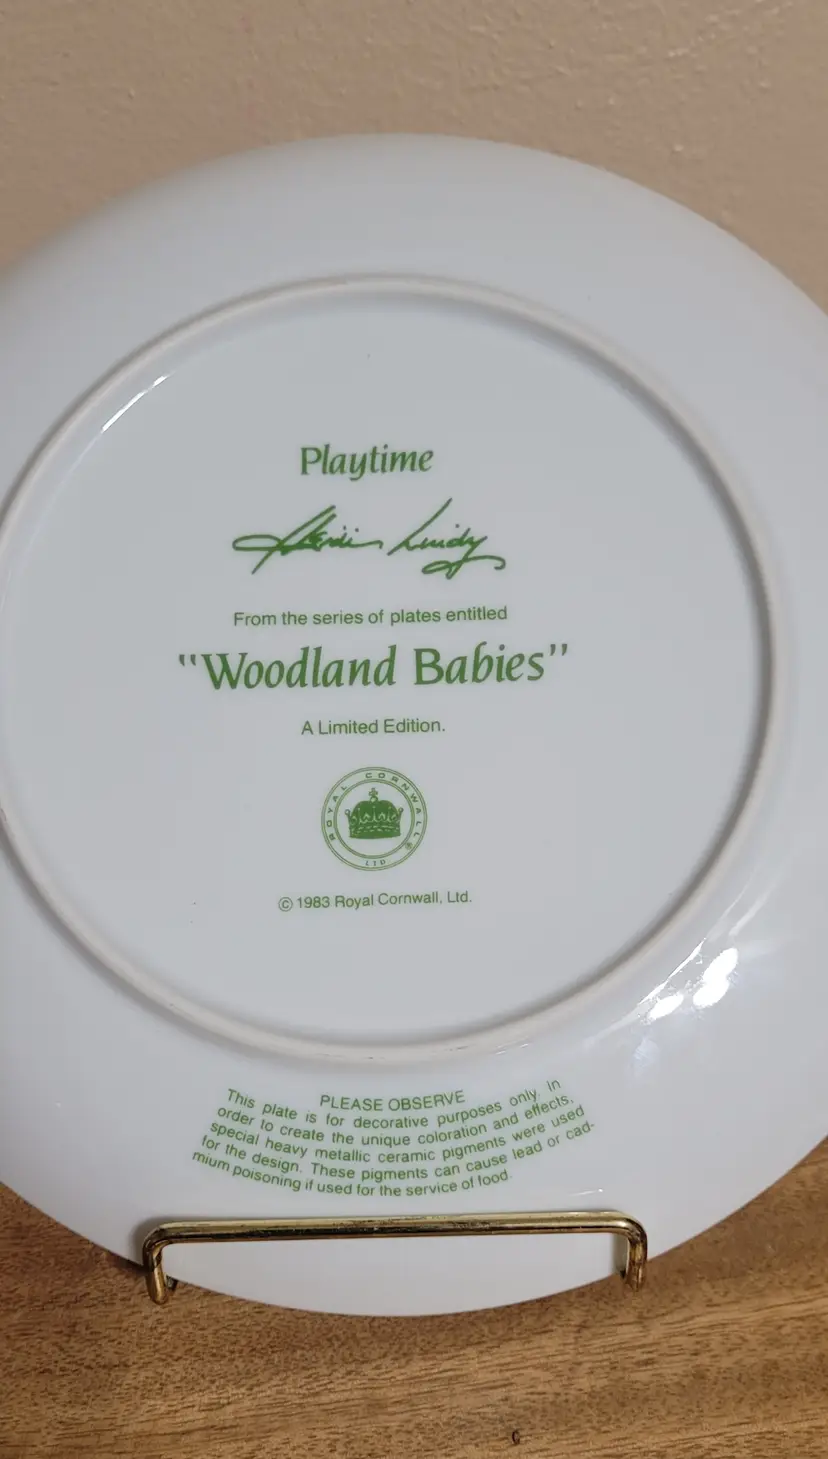 Playtime
Heidi Lindy
From the series of plates entitled
"Woodland Babies"
A Limited Edition.
ROYAL CORNWALL ®
LTD
© 1983 Royal Cornwall, Ltd.
PLEASE OBSERVE
This plate is for decorative purposes only. In
order to create the unique coloration and effects,
special heavy metallic ceramic pigments were used
for the design. These pigments can cause lead or cad-
mium poisoning if used for the service of food.